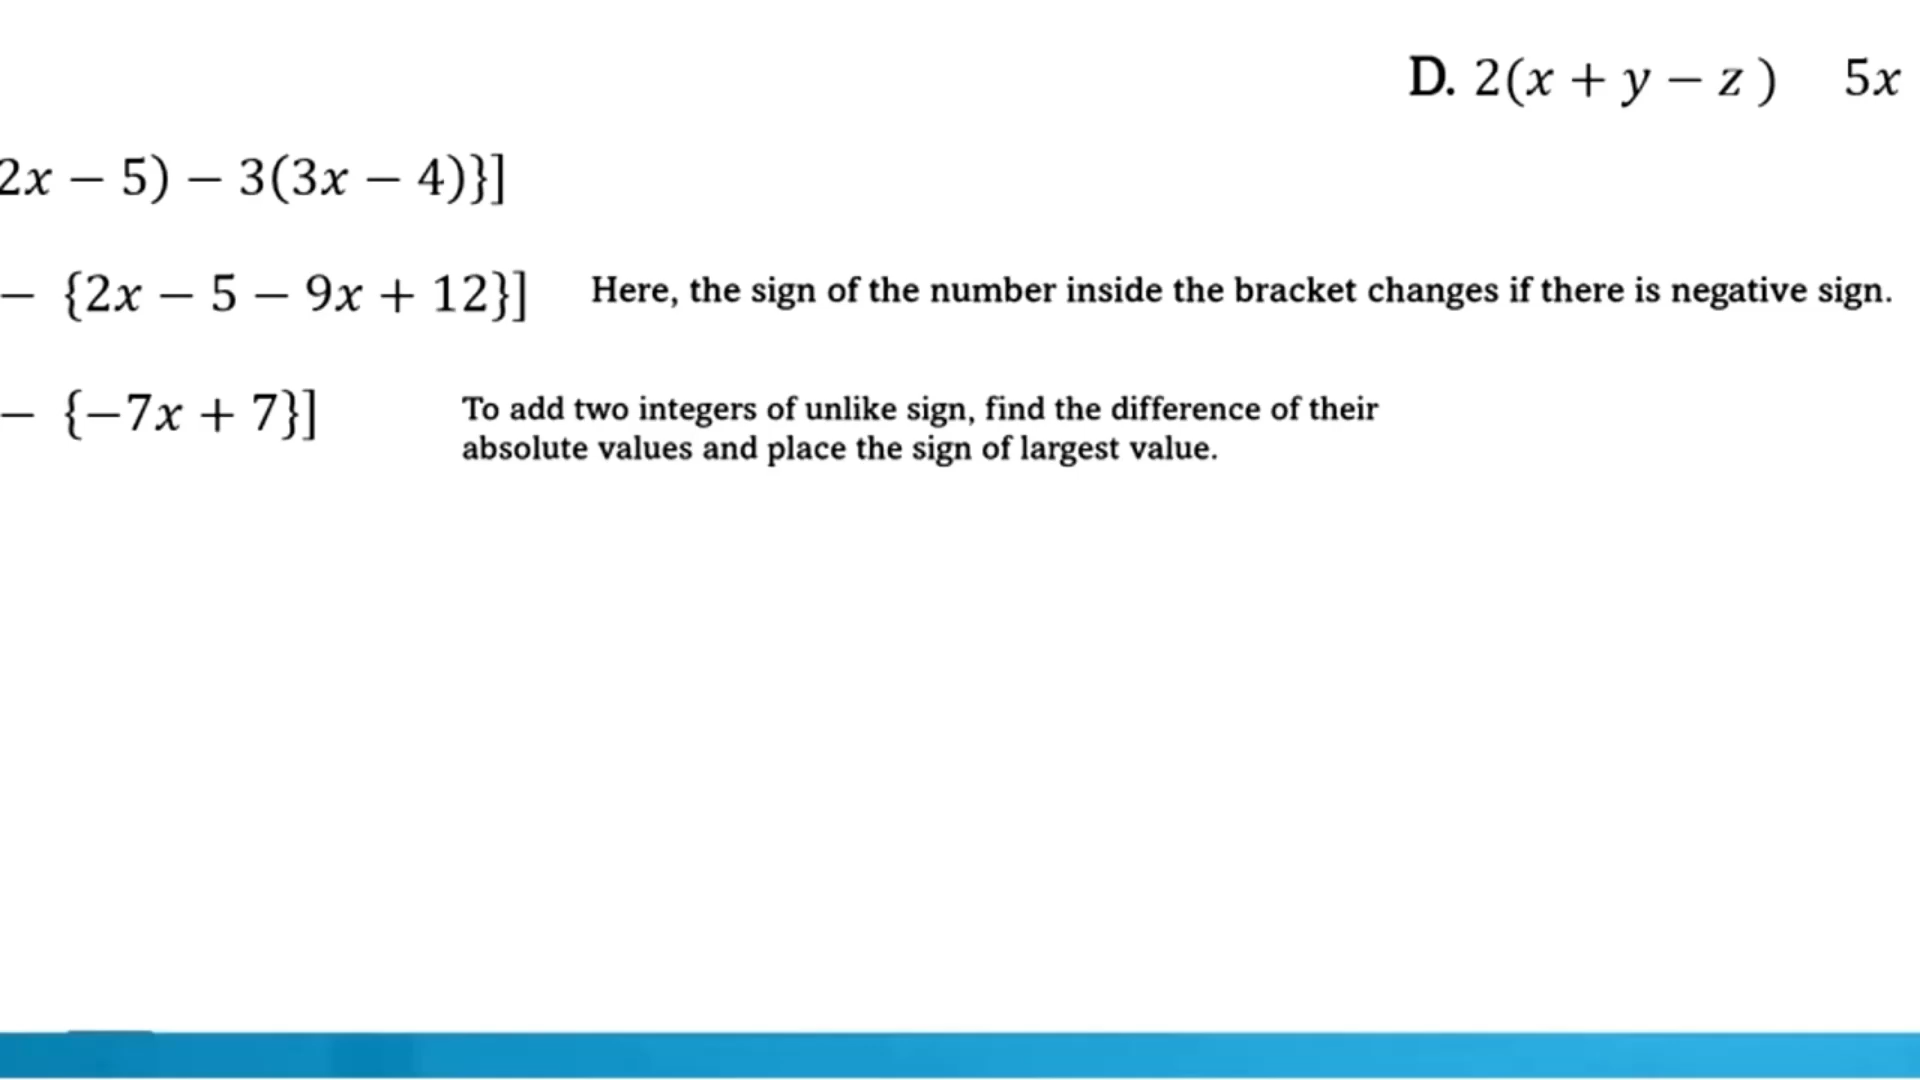 D. 2(x + y − z ) 5x
2x − 5) − 3(3x − 4)}]
− {2x − 5 − 9x + 12}] Here, the sign of the number inside the bracket changes if there is negative sign.
− {−7x + 7}] To add two integers of unlike sign, find the difference of their
absolute values and place the sign of largest value.